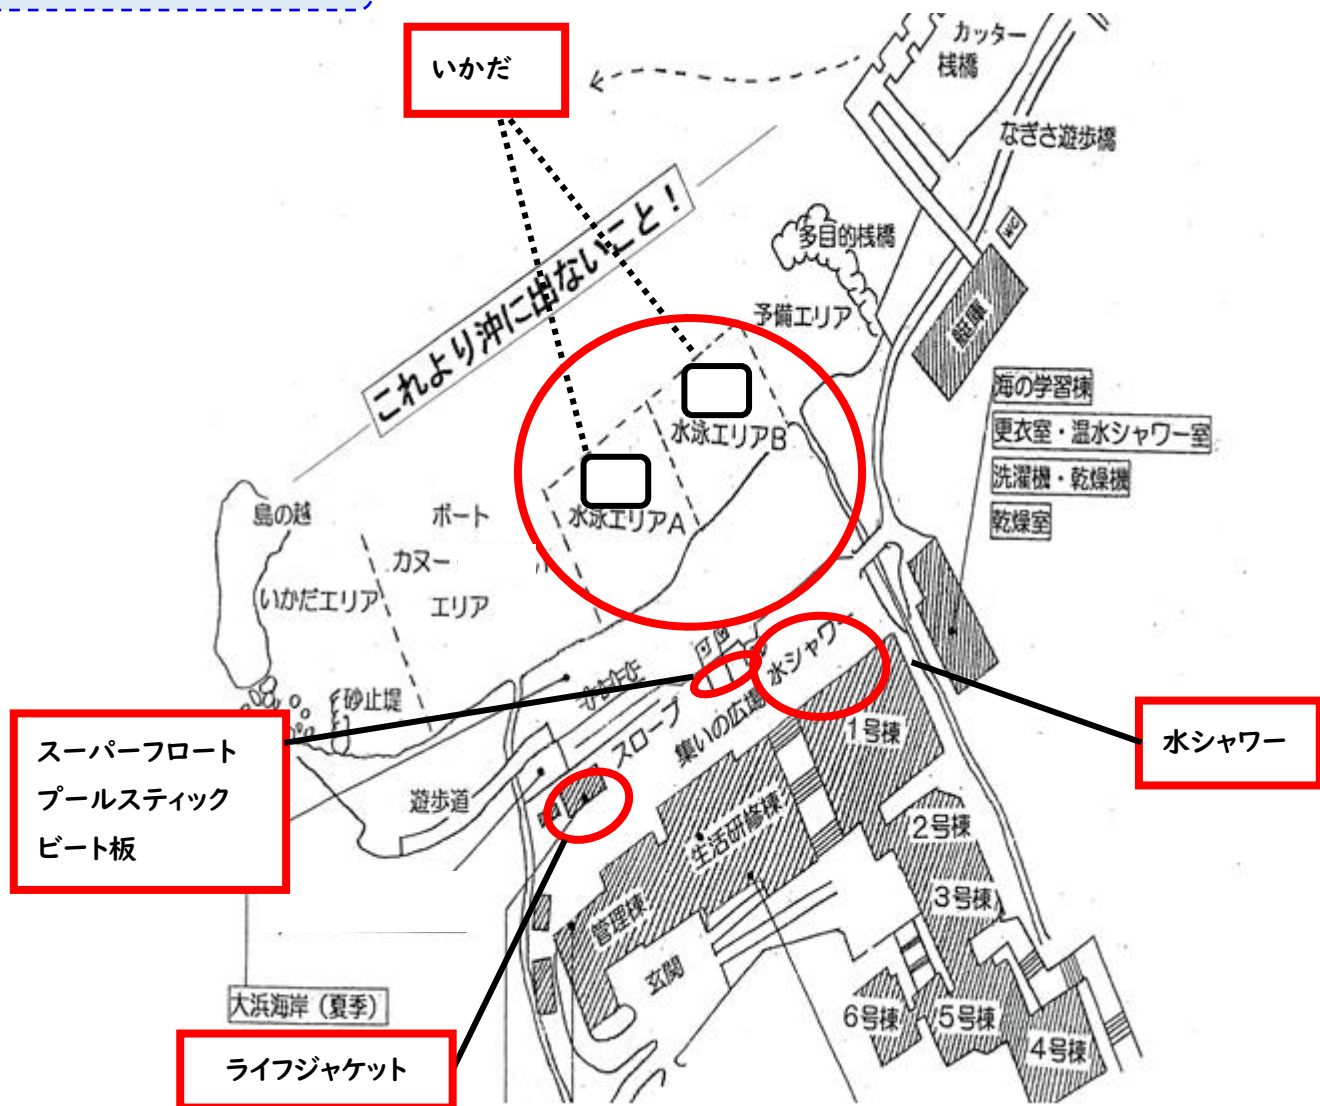 いかだ
カッター
桟橋
なぎさ遊歩橋
WC
これより沖に出ないこと！
多目的桟橋
予備エリア
艇庫
海の学習棟
更衣室・温水シャワー室
洗濯機・乾燥機
乾燥室
水泳エリアB
水泳エリアA
島の越
ボート
カヌー
いかだエリア
エリア
砂止堤
水シャワー
スロープ
集いの広場
1号棟
水シャワー
スーパーフロート
プールスティック
ビート板
遊歩道
生活研修棟
2号棟
3号棟
管理棟
玄関
大浜海岸（夏季）
6号棟
5号棟
4号棟
ライフジャケット